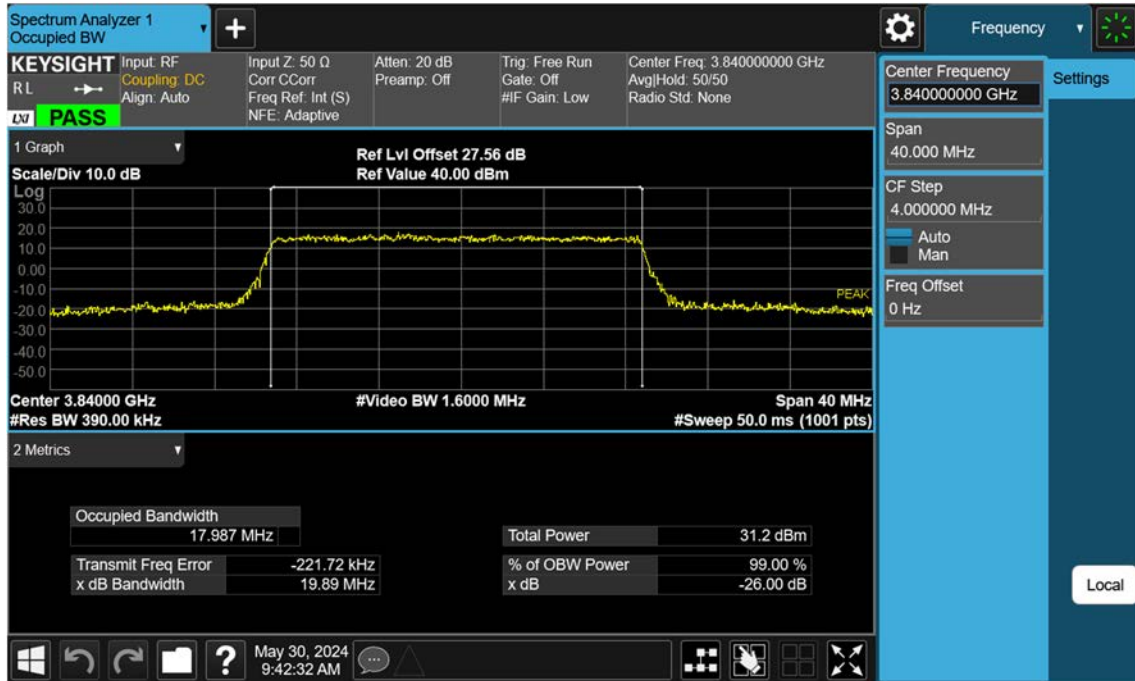 Spectrum Analyzer 1
Occupied BW
+
Frequency
KEYSIGHT
R L
LXI PASS
Input: RF
Coupling: DC
Align: Auto
Input Z: 50 Ω
Corr CCorr
Freq Ref: Int (S)
NFE: Adaptive
Atten: 20 dB
Preamp: Off
Trig: Free Run
Gate: Off
#IF Gain: Low
Center Freq: 3.840000000 GHz
Avg|Hold: 50/50
Radio Std: None
Center Frequency
3.840000000 GHz
Settings
Span
40.000 MHz
CF Step
4.000000 MHz
Auto
Man
Freq Offset
0 Hz
Local
1 Graph
Scale/Div 10.0 dB
Ref Lvl Offset 27.56 dB
Ref Value 40.00 dBm
Log
30.0
20.0
10.0
0.00
-10.0
-20.0
-30.0
-40.0
-50.0
PEAK
Center 3.84000 GHz
#Video BW 1.6000 MHz
Span 40 MHz
#Res BW 390.00 kHz
#Sweep 50.0 ms (1001 pts)
2 Metrics
Occupied Bandwidth
17.987 MHz
Total Power 31.2 dBm
Transmit Freq Error -221.72 kHz
% of OBW Power 99.00 %
x dB Bandwidth 19.89 MHz
x dB -26.00 dB
?
May 30, 2024
9:42:32 AM